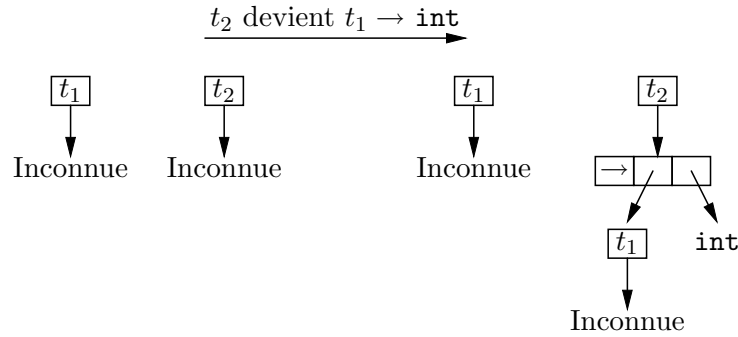 t₂ devient t₁ → int
t₁ t₂ t₁ t₂
Inconnue Inconnue Inconnue →
t₁ int
Inconnue